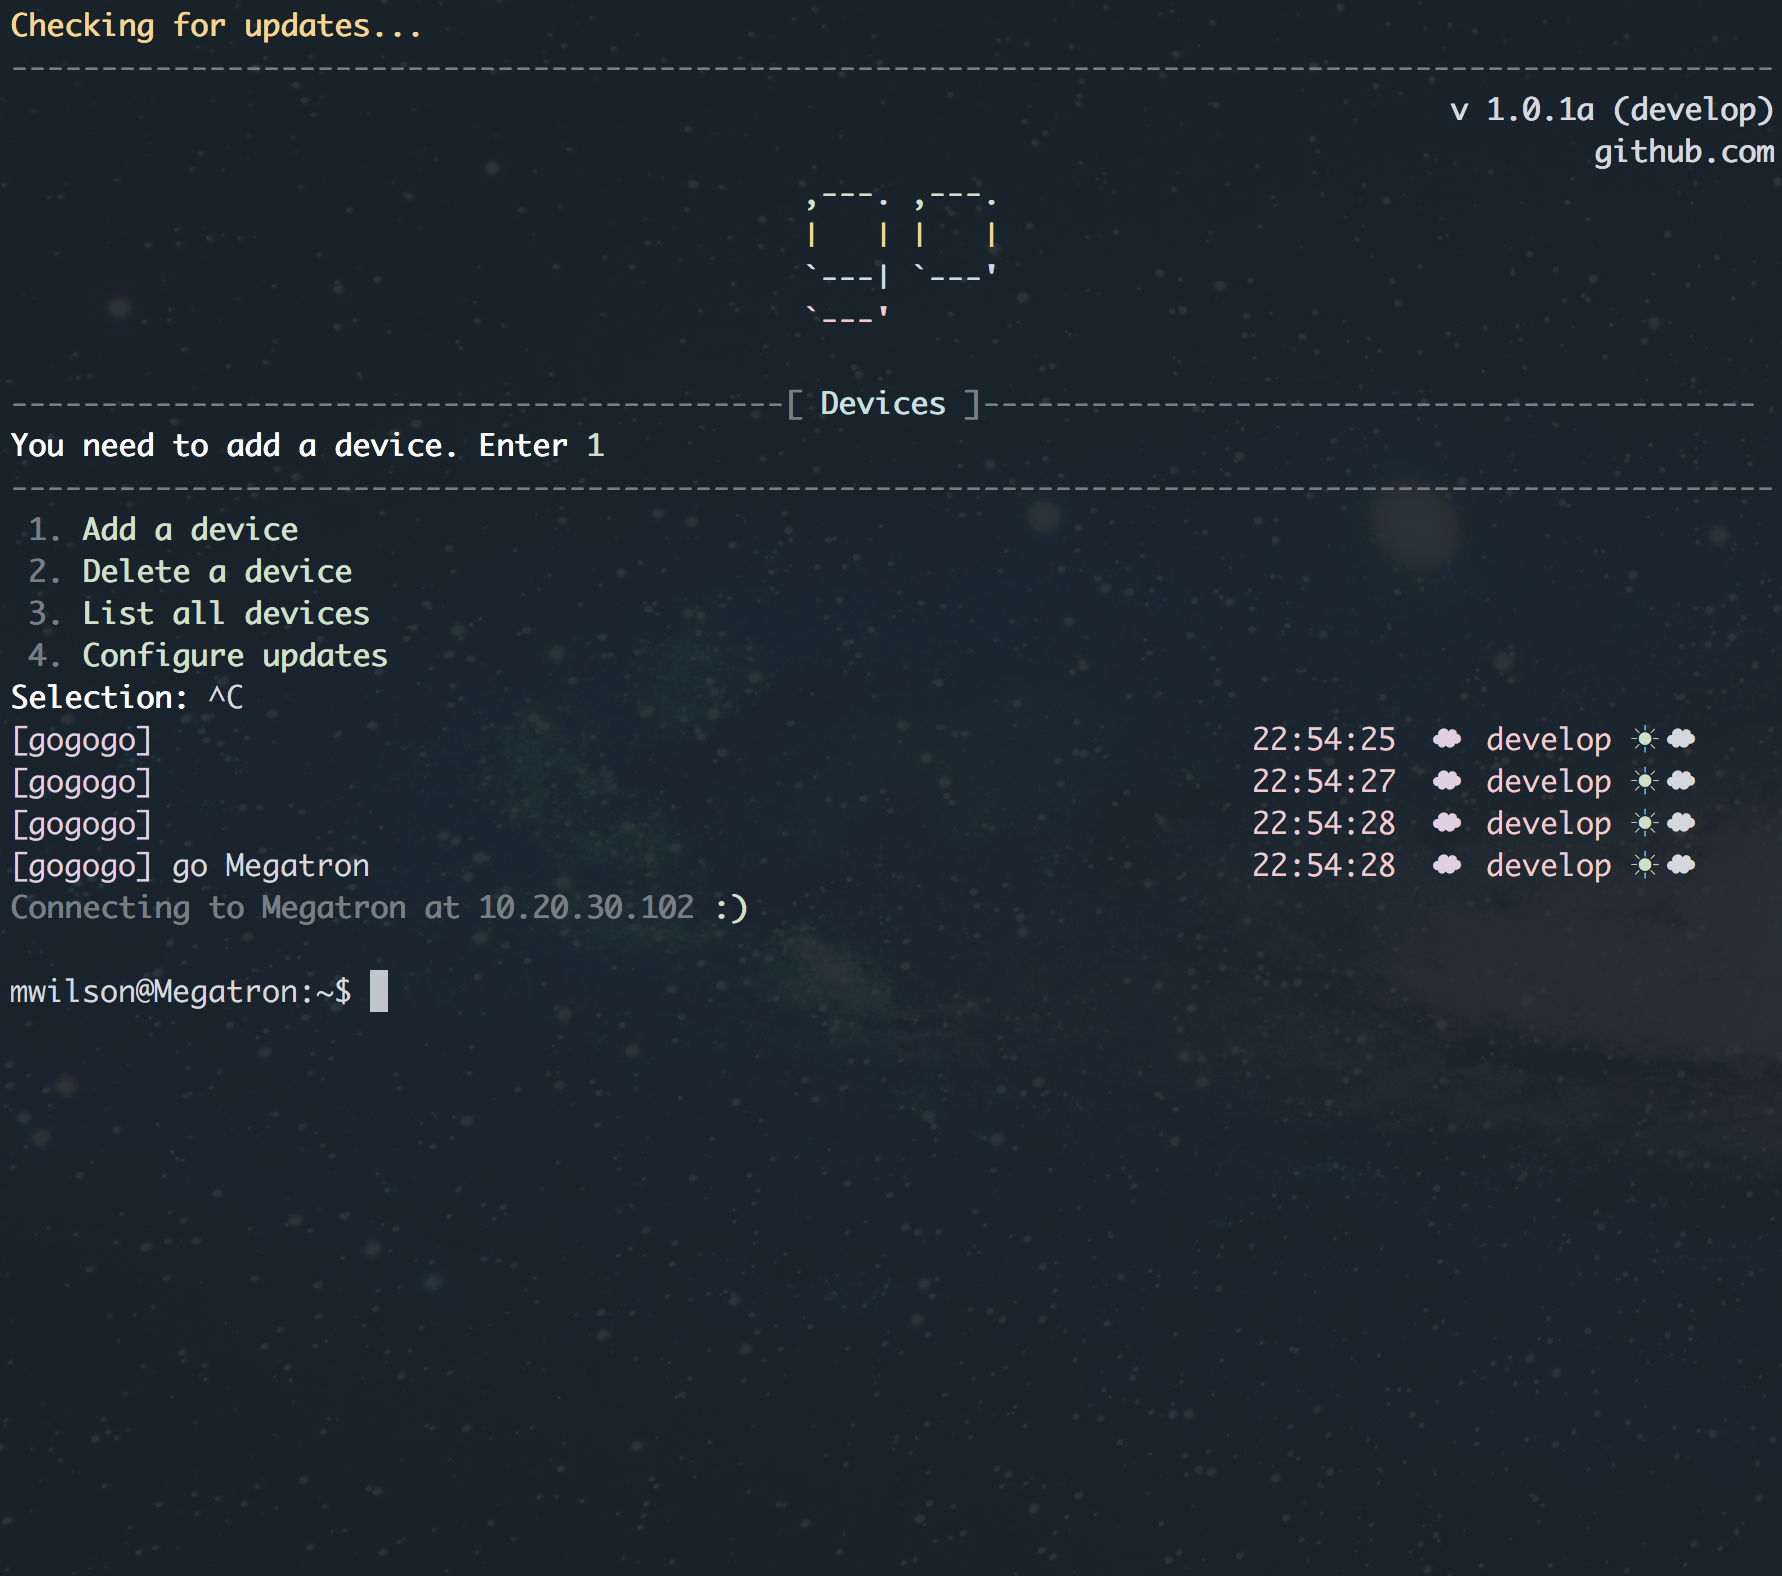 Checking for updates...
--------------------------------------------------------------------------------------------------
v 1.0.1a (develop)
github.com
,---. ,---.
|   | |   |
`---| `---'
`---'
-------------------------------------------[ Devices ]-------------------------------------------
You need to add a device. Enter 1
--------------------------------------------------------------------------------------------------
1. Add a device
2. Delete a device
3. List all devices
4. Configure updates
Selection: ^C
[gogogo] 22:54:25 ☁ develop ☀☁
[gogogo] 22:54:27 ☁ develop ☀☁
[gogogo] 22:54:28 ☁ develop ☀☁
[gogogo] go Megatron 22:54:28 ☁ develop ☀☁
Connecting to Megatron at 10.20.30.102 :)
mwilson@Megatron:~$